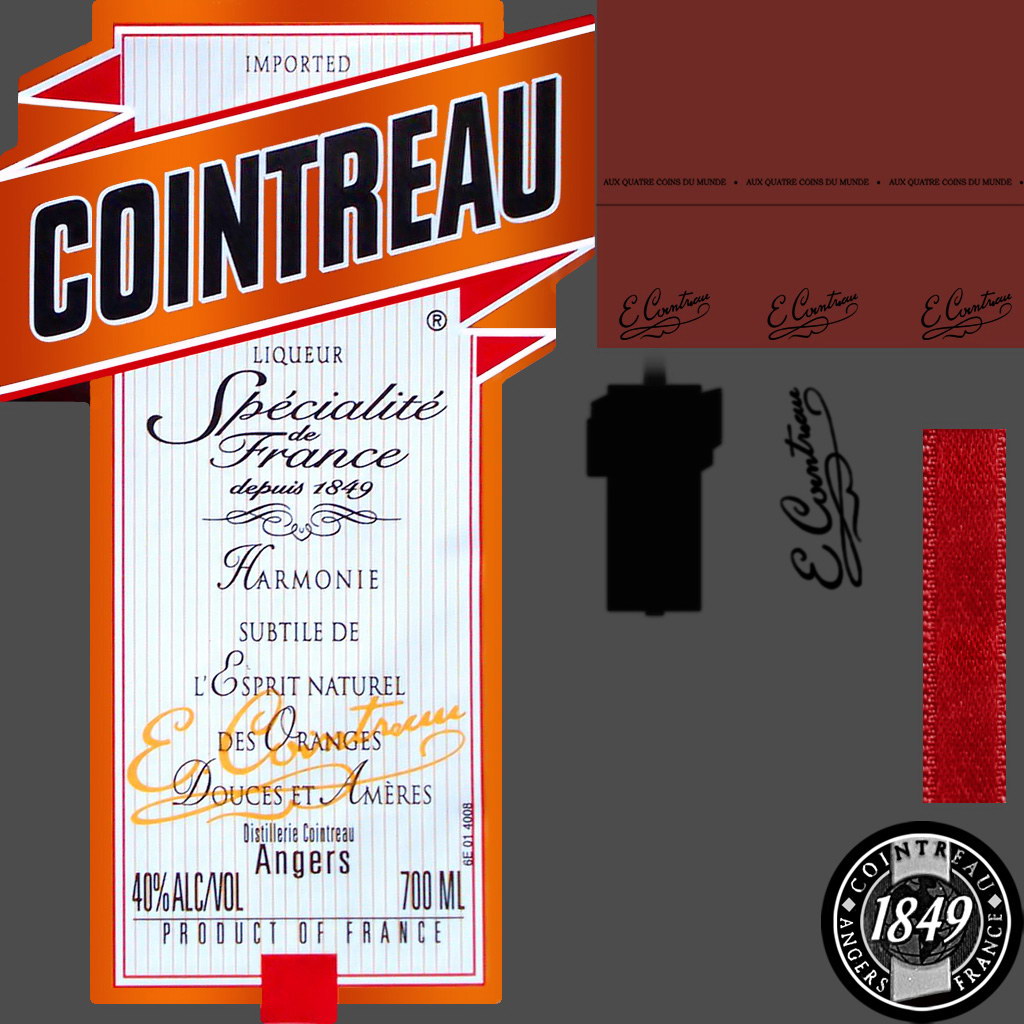 IMPORTED
COINTREAU
®
LIQUEUR
Spécialité
de
France
depuis 1849
HARMONIE
SUBTILE DE
L'ESPRIT NATUREL
DES ORANGES
E. Cointreau
DOUCES ET AMÈRES
Distillerie Cointreau
Angers
6E 01 4008
40%ALC/VOL 700 ML
PRODUCT OF FRANCE
AUX QUATRE COINS DU MUNDE • AUX QUATRE COINS DU MUNDE • AUX QUATRE COINS DU MUNDE •
E. Cointreau E. Cointreau E. Cointreau
E Cointreau
COINTREAU
1849
ANGERS FRANCE